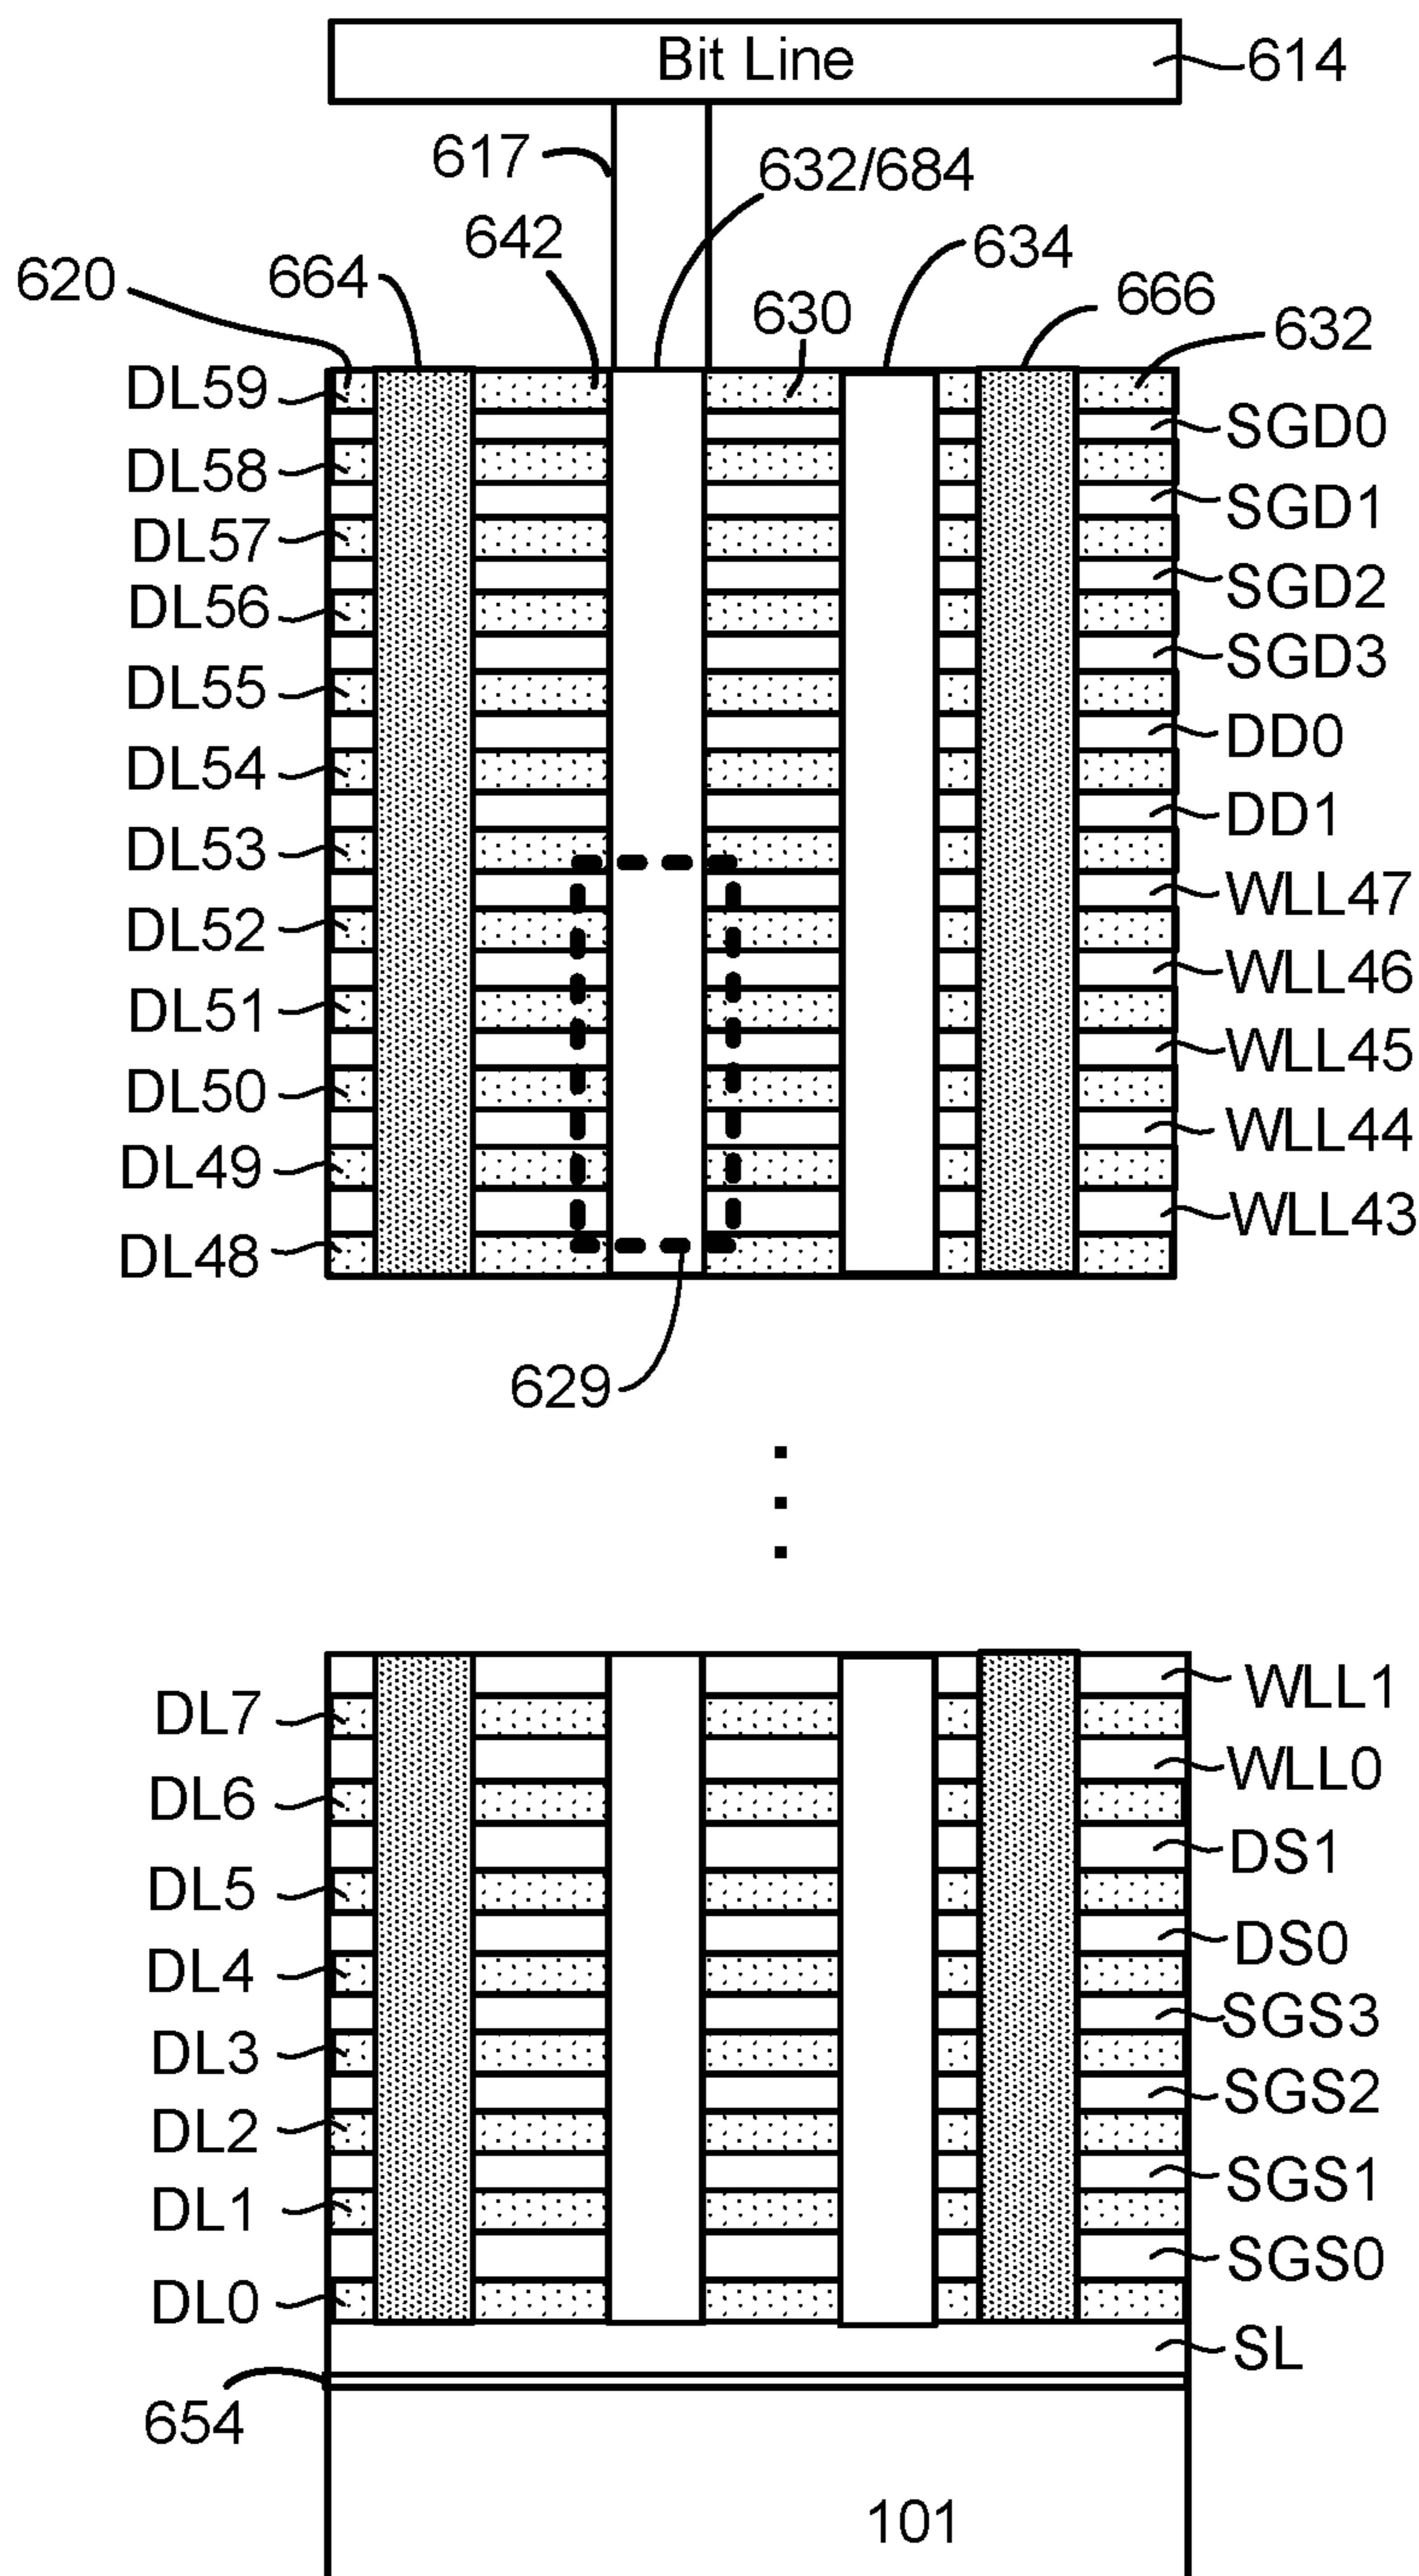 Bit Line
614
617
632/684
642
634
620
664
630
666
632
DL59
SGD0
DL58
SGD1
DL57
SGD2
DL56
SGD3
DL55
DD0
DL54
DD1
DL53
WLL47
DL52
WLL46
DL51
WLL45
DL50
WLL44
DL49
WLL43
DL48
629
WLL1
DL7
WLL0
DL6
DS1
DL5
DS0
DL4
SGS3
DL3
SGS2
DL2
SGS1
DL1
SGS0
DL0
SL
654
101